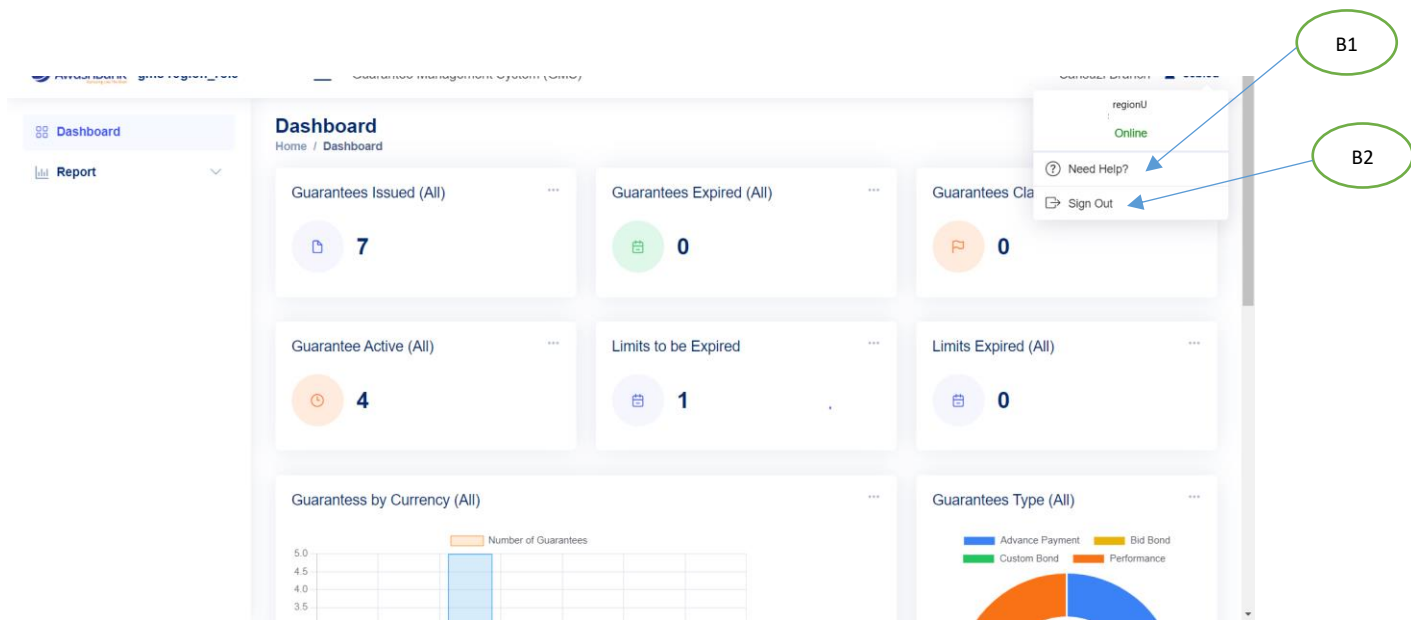 B1
Guarantee Management System (GMS)
regionU
Online
Dashboard
Dashboard
Home / Dashboard
Need Help?
B2
Report
Sign Out
Guarantees Issued (All)
Guarantees Expired (All)
Guarantees Cla
7
0
0
Guarantee Active (All)
Limits to be Expired
Limits Expired (All)
4
1
0
Guarantess by Currency (All)
Guarantees Type (All)
Number of Guarantees
Advance Payment
Bid Bond
Custom Bond
Performance
5.0
4.5
4.0
3.5